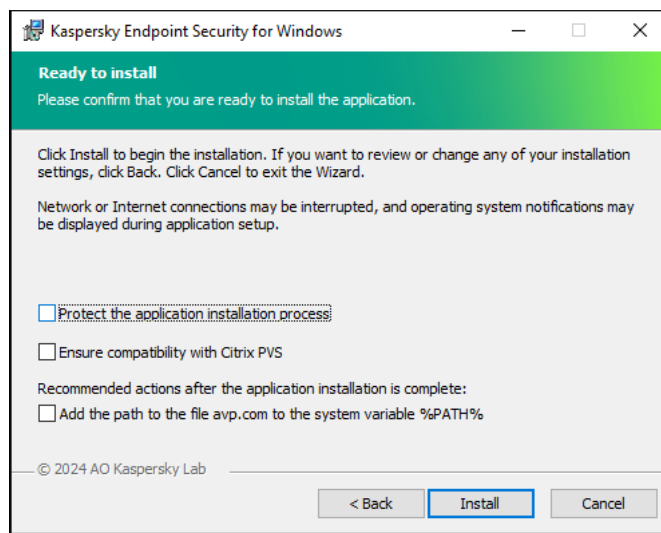 Kaspersky Endpoint Security for Windows
Ready to install
Please confirm that you are ready to install the application.
Click Install to begin the installation. If you want to review or change any of your installation
settings, click Back. Click Cancel to exit the Wizard.
Network or Internet connections may be interrupted, and operating system notifications may
be displayed during application setup.
Protect the application installation process
Ensure compatibility with Citrix PVS
Recommended actions after the application installation is complete:
Add the path to the file avp.com to the system variable %PATH%
© 2024 AO Kaspersky Lab
< Back Install Cancel